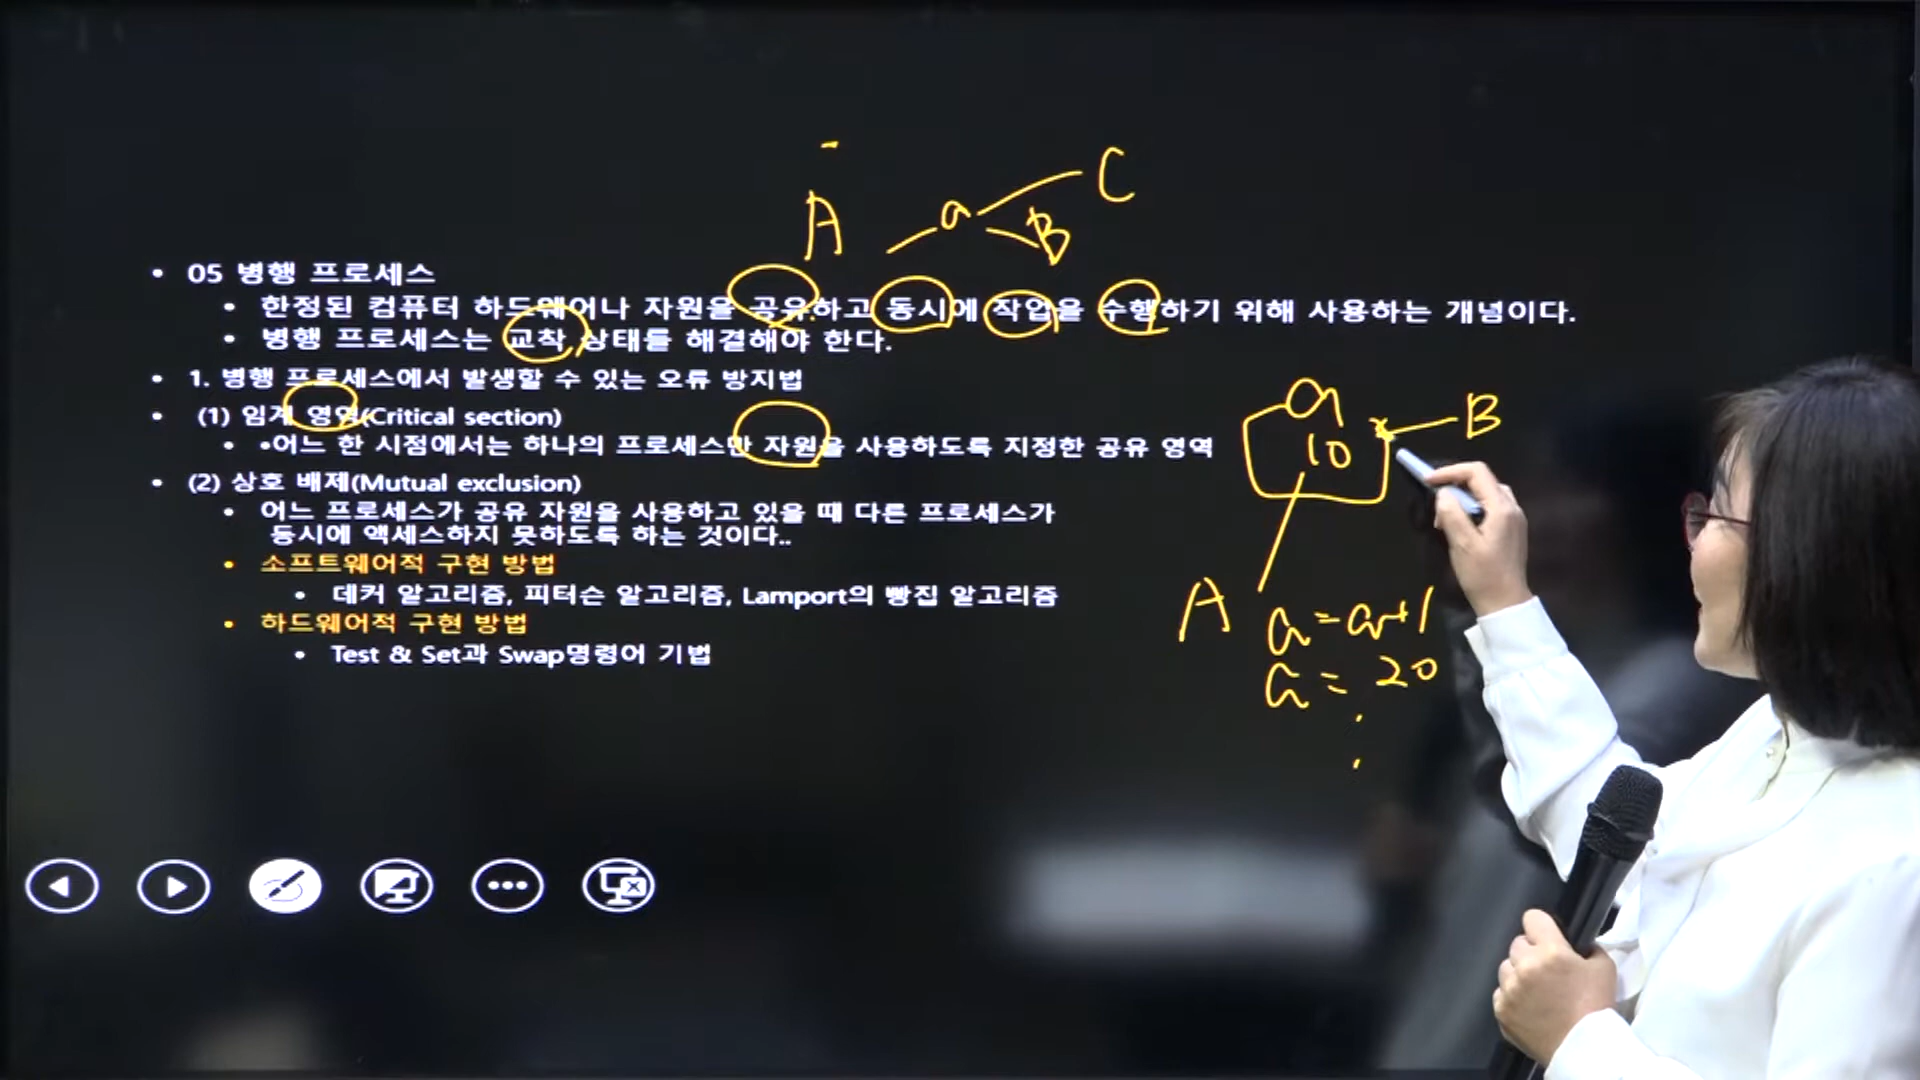 A a C
B
• 05 병행 프로세스
• 한정된 컴퓨터 하드웨어나 자원을 공유하고 동시에 작업을 수행하기 위해 사용하는 개념이다.
• 병행 프로세스는 교착 상태를 해결해야 한다.
• 1. 병행 프로세스에서 발생할 수 있는 오류 방지법
• (1) 임계 영역(Critical section)
• •어느 한 시점에서는 하나의 프로세스만 자원을 사용하도록 지정한 공유 영역
• (2) 상호 배제(Mutual exclusion)
• 어느 프로세스가 공유 자원을 사용하고 있을 때 다른 프로세스가
동시에 액세스하지 못하도록 하는 것이다..
• 소프트웨어적 구현 방법
• 데커 알고리즘, 피터슨 알고리즘, Lamport의 빵집 알고리즘
• 하드웨어적 구현 방법
• Test & Set과 Swap명령어 기법
a
10
B
A
a=a+1
a=20